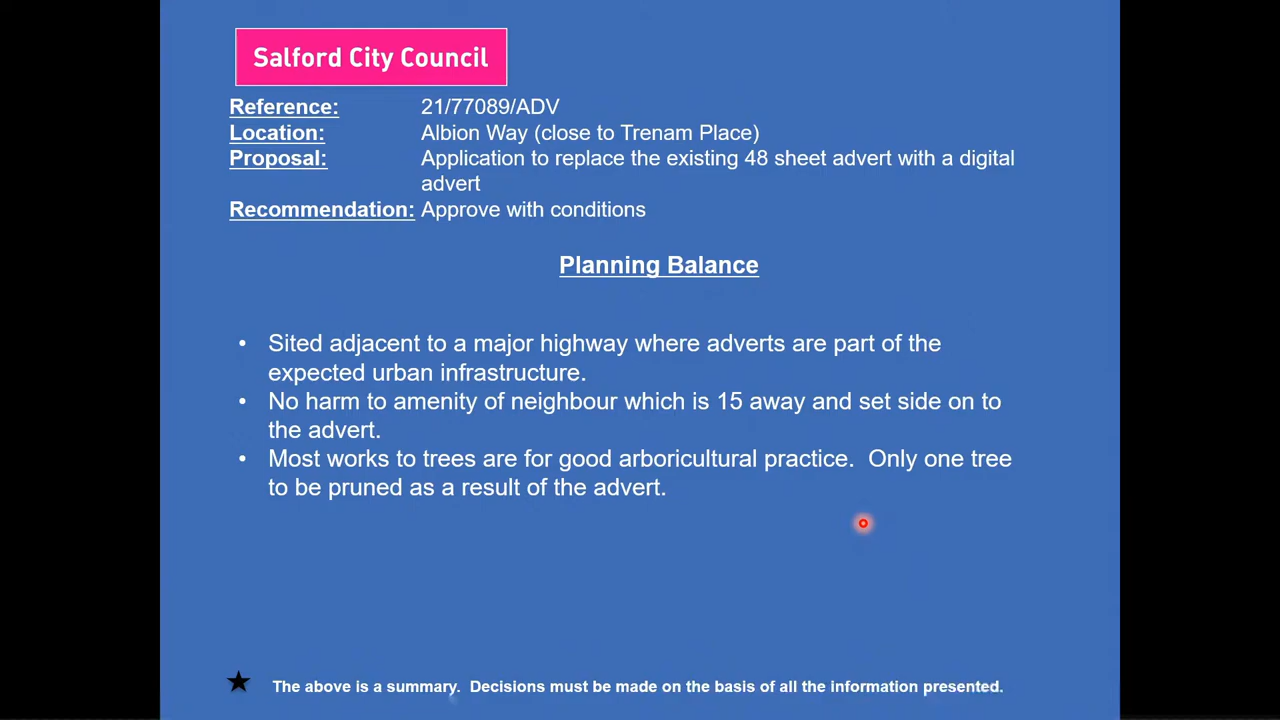 Salford City Council
Reference: 21/77089/ADV
Location: Albion Way (close to Trenam Place)
Proposal: Application to replace the existing 48 sheet advert with a digital
advert
Recommendation: Approve with conditions
Planning Balance
• Sited adjacent to a major highway where adverts are part of the
expected urban infrastructure.
• No harm to amenity of neighbour which is 15 away and set side on to
the advert.
• Most works to trees are for good arboricultural practice.  Only one tree
to be pruned as a result of the advert.
The above is a summary.  Decisions must be made on the basis of all the information presented.